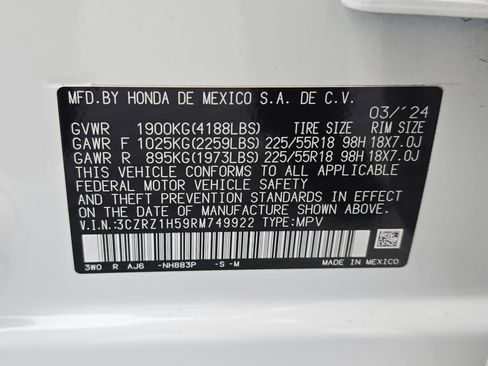 MFD.BY HONDA DE MEXICO S.A. DE C.V.
03/'24
GVWR 1900KG(4188LBS) TIRE SIZE RIM SIZE
GAWR F 1025KG(2259LBS) 225/55R18 98H 18X7.0J
GAWR R 895KG(1973LBS) 225/55R18 98H 18X7.0J
THIS VEHICLE CONFORMS TO ALL APPLICABLE
FEDERAL MOTOR VEHICLE SAFETY
AND THEFT PREVENTION STANDARDS IN EFFECT
ON THE DATE OF MANUFACTURE SHOWN ABOVE.
V.I.N.:3CZRZ1H59RM749922 TYPE:MPV
3W0 R AJ6 -NH883P -S -M MADE IN MEXICO